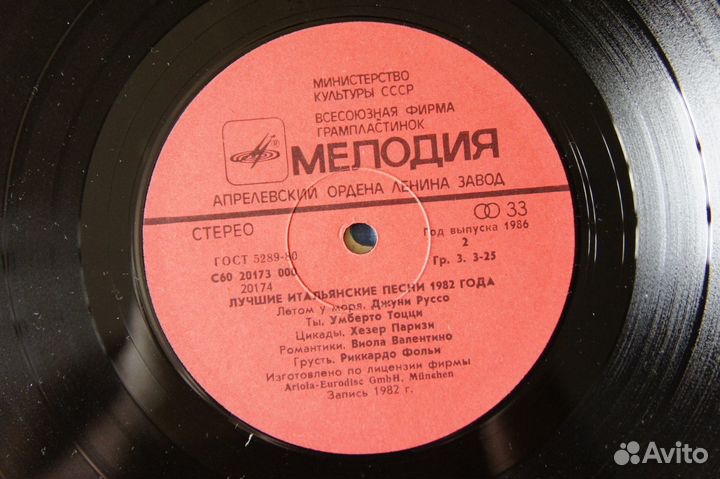 МИНИСТЕРСТВО
КУЛЬТУРЫ СССР
ВСЕСОЮЗНАЯ ФИРМА
ГРАМПЛАСТИНОК
МЕЛОДИЯ
АПРЕЛЕВСКИЙ ОРДЕНА ЛЕНИНА ЗАВОД
СТЕРЕО
33
ГОСТ 5289-80
Год выпуска 1986
С60 20173 000
2
20174
Гр. 3. 3-25
ЛУЧШИЕ ИТАЛЬЯНСКИЕ ПЕСНИ 1982 ГОДА
Летом у моря. Джуни Руссо
Ты. Умберто Тоцци
Цикады. Хезер Паризи
Романтики. Виола Валентино
Грусть. Риккардо Фольи
Изготовлено по лицензии фирмы
Ariola-Eurodisc GmbH, München
Запись 1982 г.
Avito